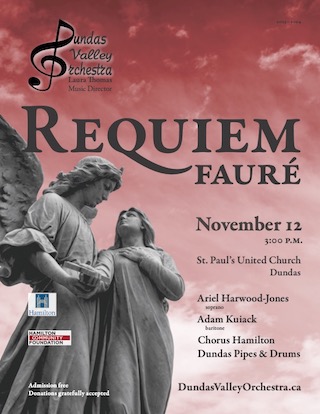 Dundas
Valley
Orchestra
Laura Thomas
Music Director
REQUIEM
FAURÉ
November 12
3:00 P.M.
St. Paul's United Church
Dundas
Ariel Harwood-Jones
soprano
Adam Kuiack
baritone
Chorus Hamilton
Dundas Pipes & Drums
Hamilton
HAMILTON
COMMUNITY
FOUNDATION
Admission free
Donations gratefully accepted
DundasValleyOrchestra.ca